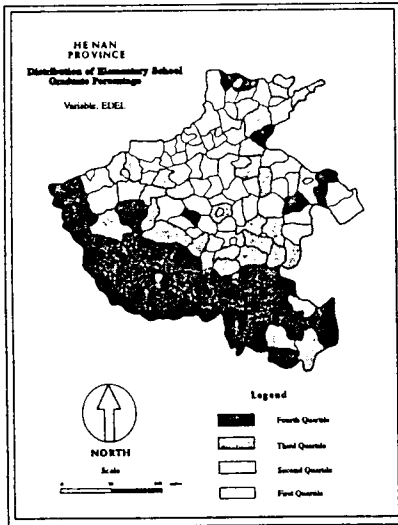 HENAN
PROVINCE
Distribution of Elementary School
Graduate Percentage
Variable, EDEL
Legend
Fourth Quartile
Third Quartile
Second Quartile
First Quartile
NORTH
Scale
0